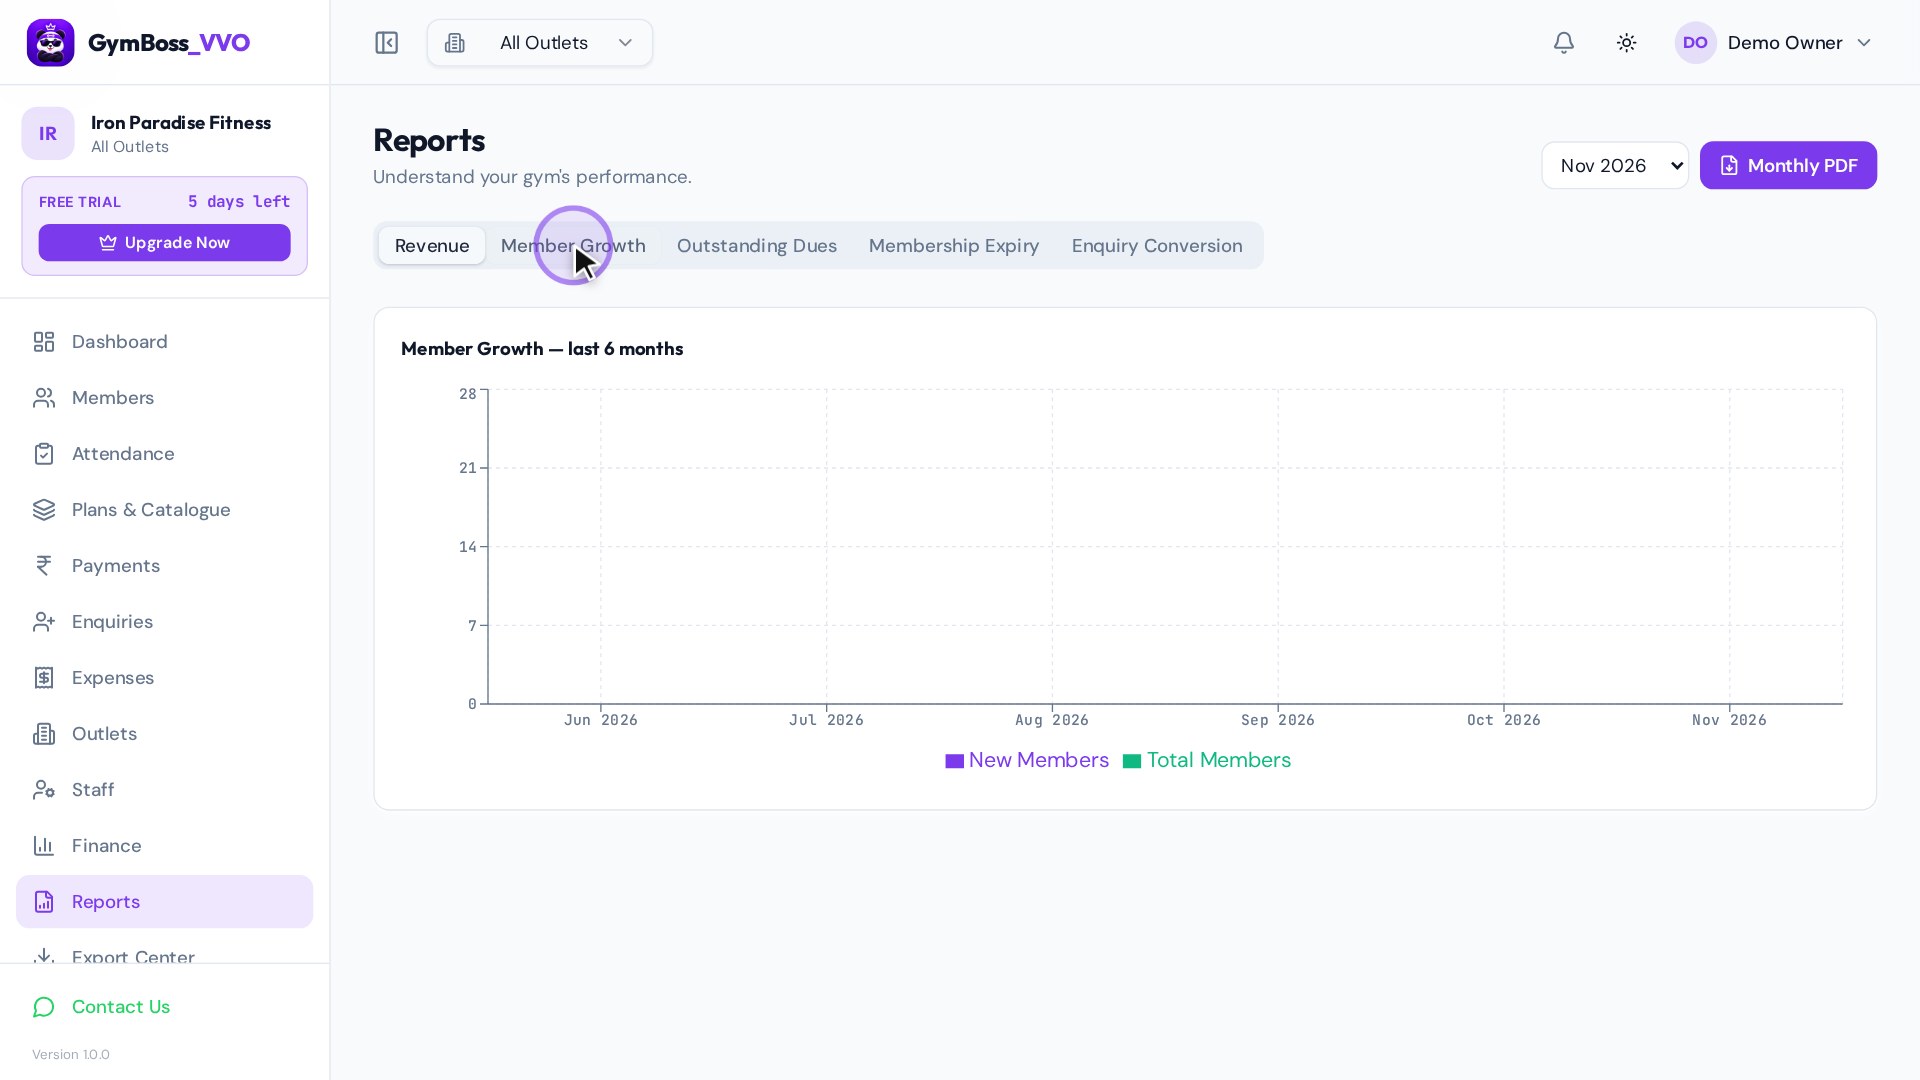 GymBoss_VVO
All Outlets
DO
Demo Owner
IR
Iron Paradise Fitness
All Outlets
FREE TRIAL
5 days left
Upgrade Now
Dashboard
Members
Attendance
Plans & Catalogue
Payments
Enquiries
Expenses
Outlets
Staff
Finance
Reports
Export Center
Contact Us
Version 1.0.0
Reports
Understand your gym's performance.
Nov 2026
Monthly PDF
Revenue
Member Growth
Outstanding Dues
Membership Expiry
Enquiry Conversion
Member Growth — last 6 months
28
21
14
7
0
Jun 2026
Jul 2026
Aug 2026
Sep 2026
Oct 2026
Nov 2026
New Members
Total Members